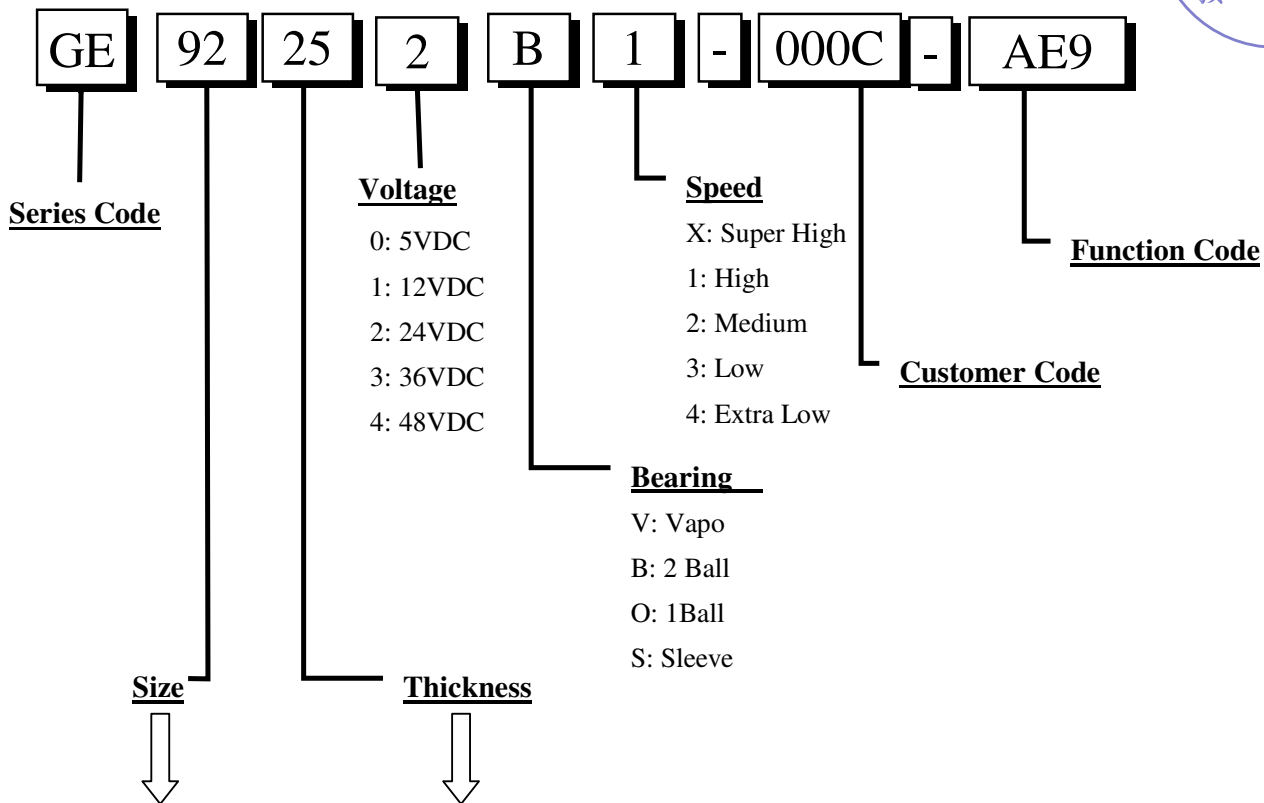 GE 92 25 2 B 1 - 000C - AE9
Series Code
Voltage
0: 5VDC
1: 12VDC
2: 24VDC
3: 36VDC
4: 48VDC
Speed
X: Super High
1: High
2: Medium
3: Low
4: Extra Low
Function Code
Customer Code
Bearing
V: Vapo
B: 2 Ball
O: 1Ball
S: Sleeve
Size
Thickness